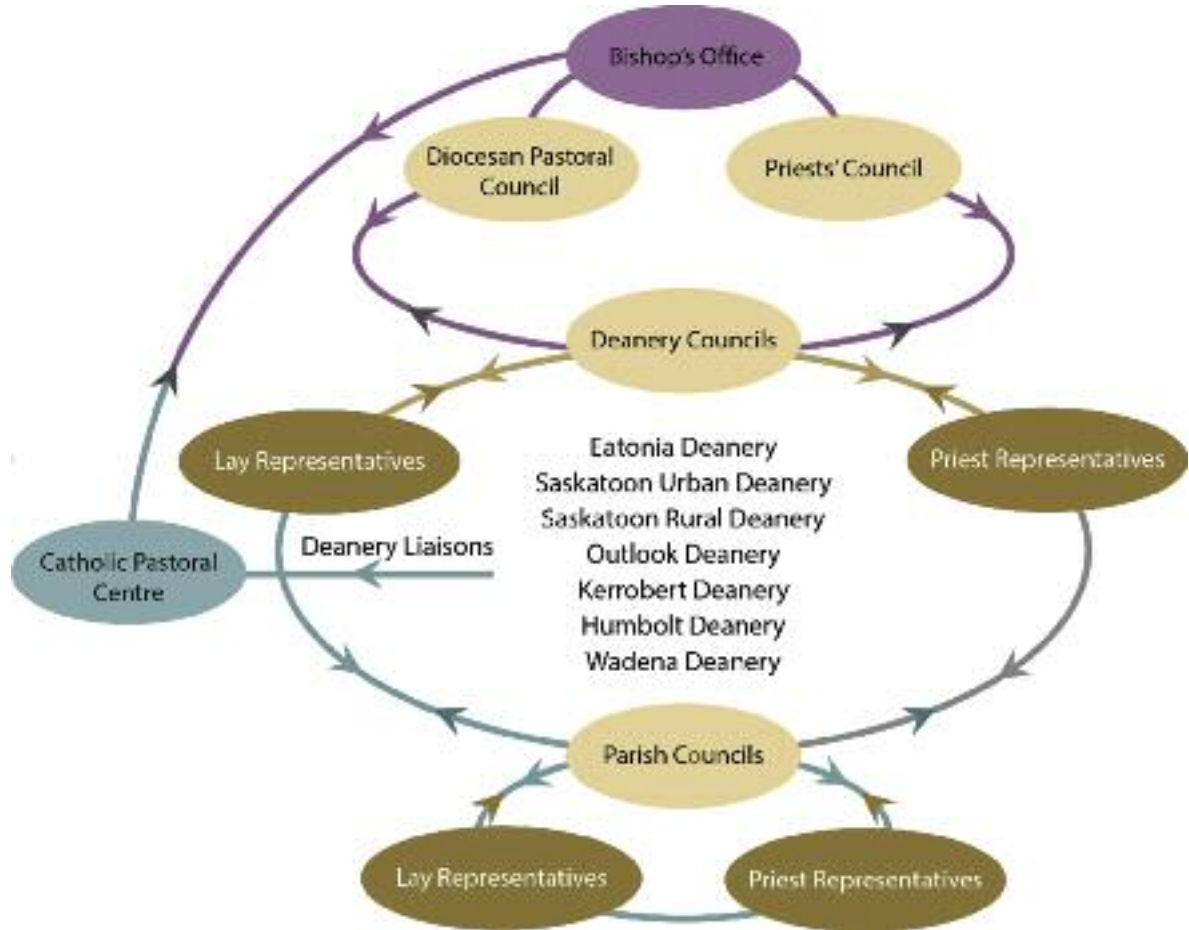 Bishop's Office
Diocesan Pastoral
Council
Priests' Council
Deanery Councils
Lay Representatives
Priest Representatives
Eatonia Deanery
Saskatoon Urban Deanery
Saskatoon Rural Deanery
Outlook Deanery
Kerrobert Deanery
Humbolt Deanery
Wadena Deanery
Deanery Liaisons
Catholic Pastoral
Centre
Parish Councils
Lay Representatives
Priest Representatives